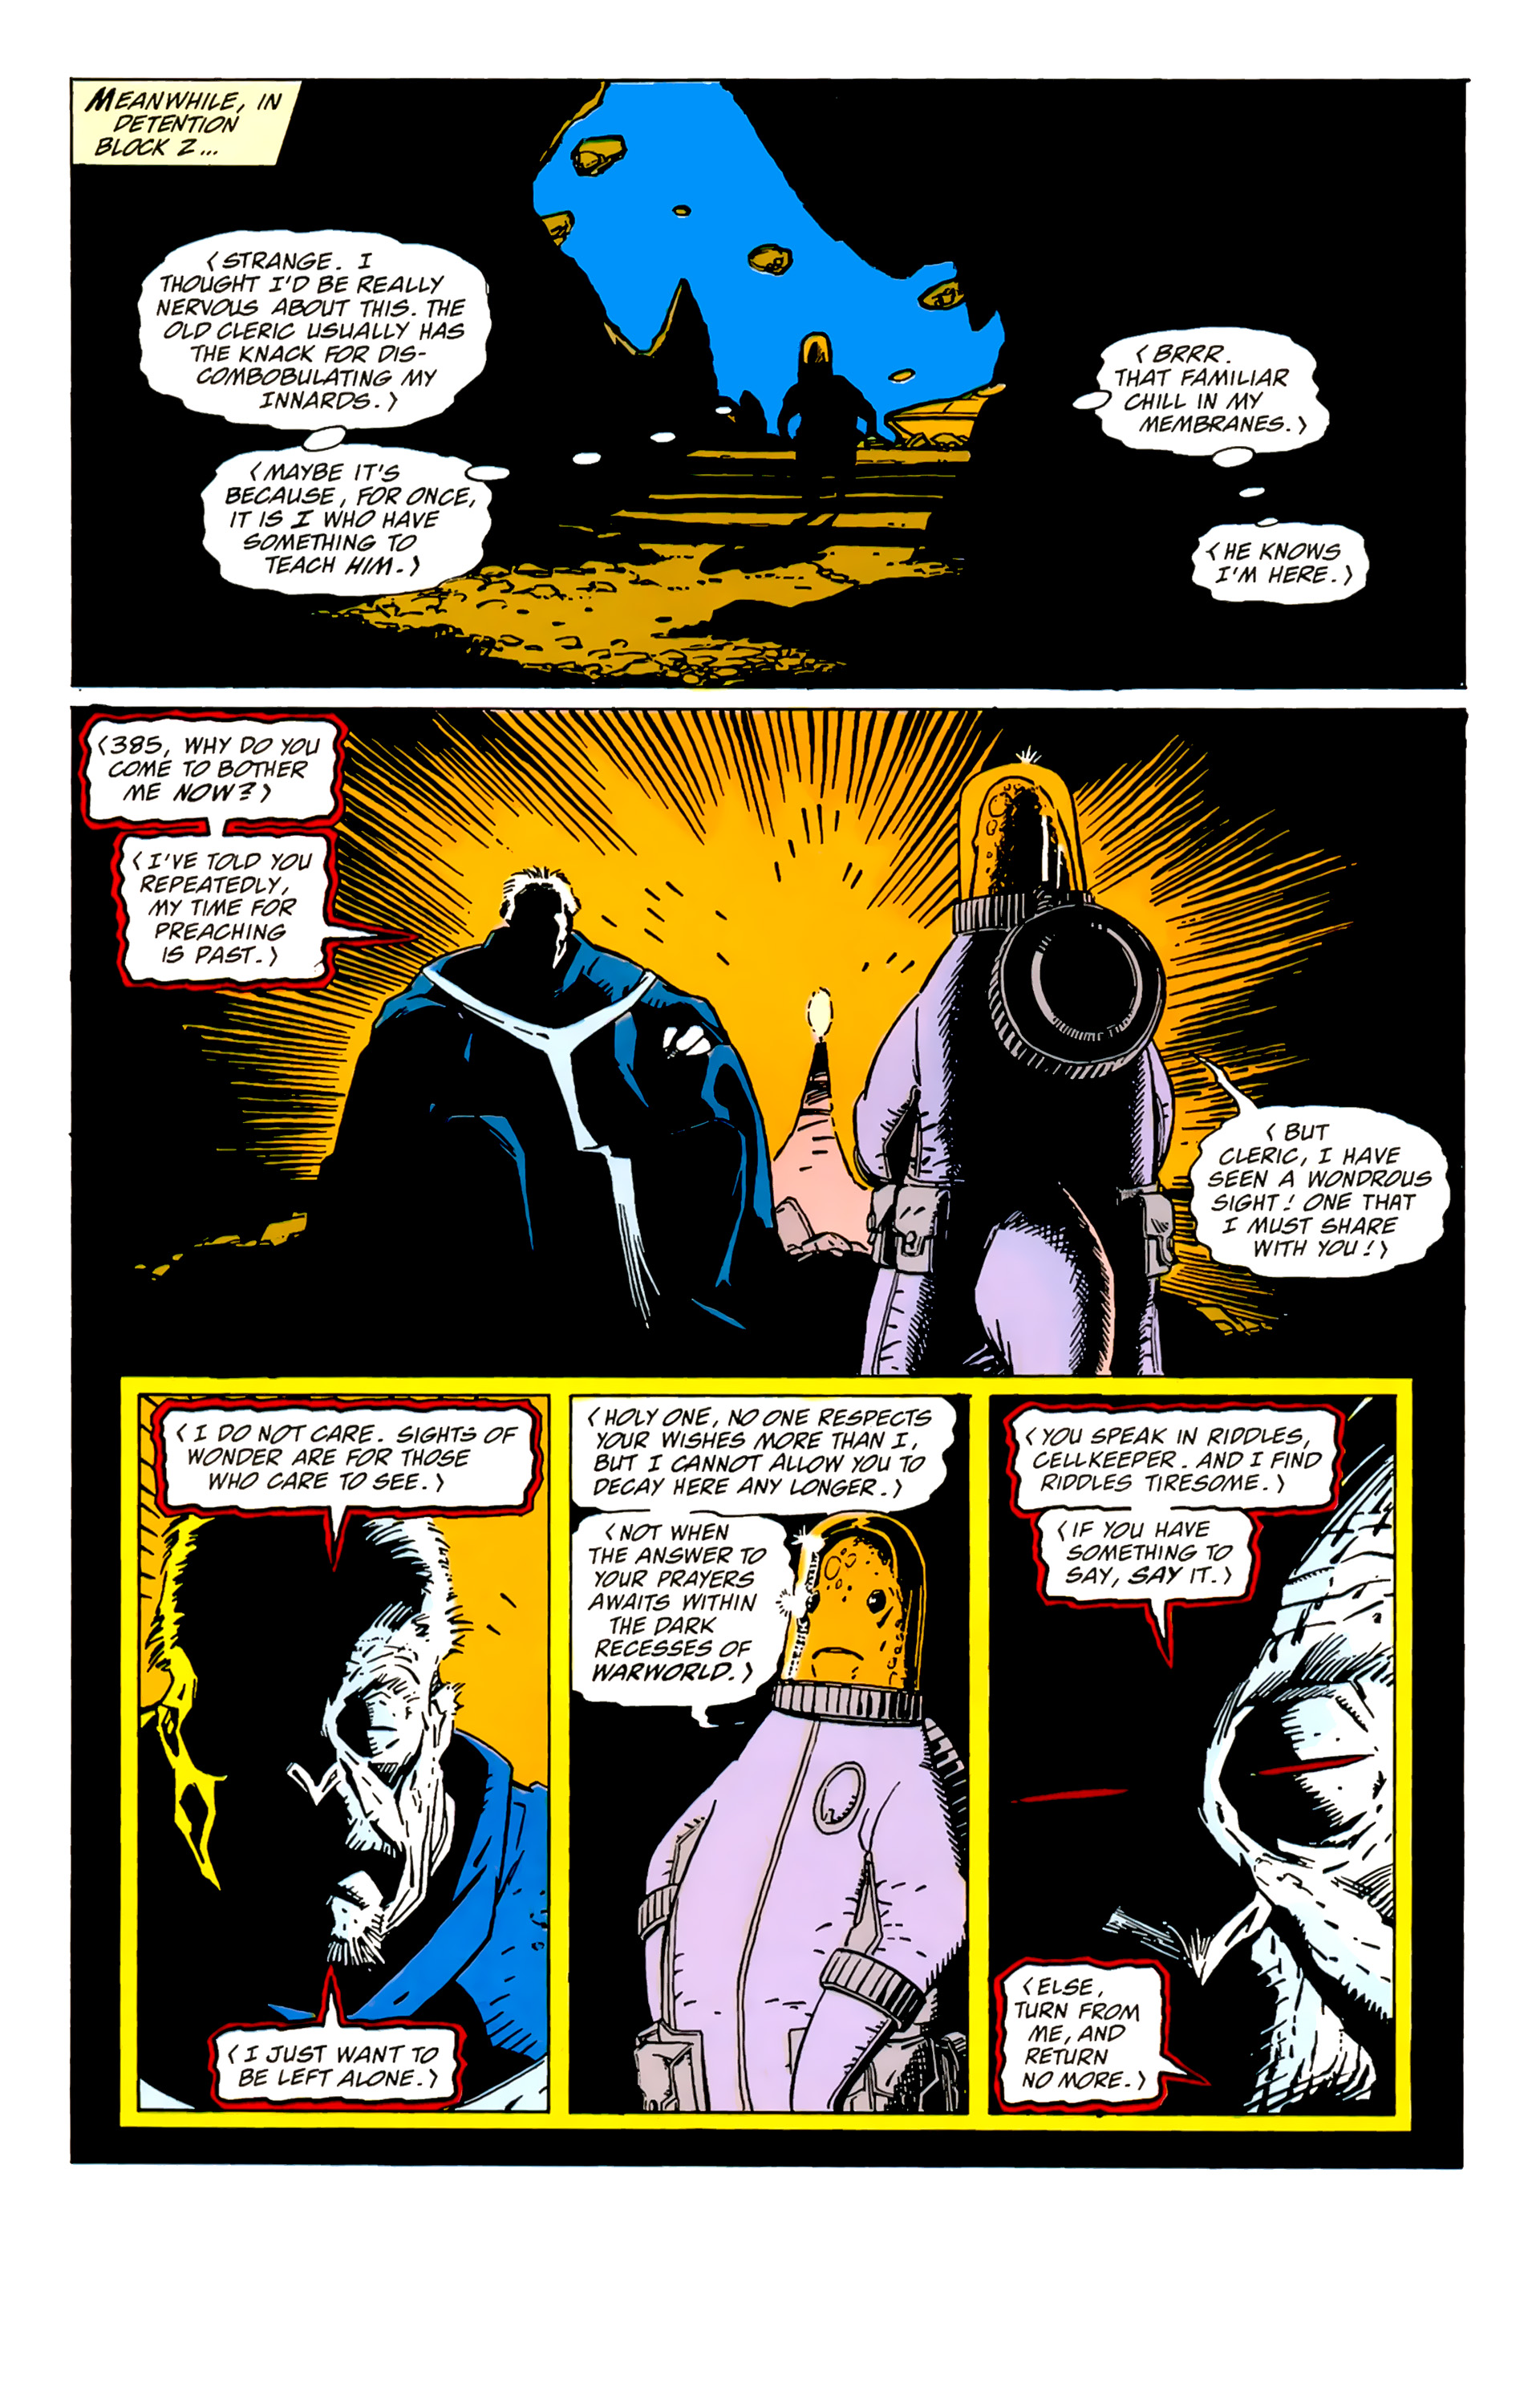 MEANWHILE, IN
DETENTION
BLOCK 2...
<STRANGE. I
THOUGHT I'D BE REALLY
NERVOUS ABOUT THIS. THE
OLD CLERIC USUALLY HAS
THE KNACK FOR DIS-
COMBOBULATING MY
INNARDS.>
<MAYBE IT'S
BECAUSE, FOR ONCE,
IT IS I WHO HAVE
SOMETHING TO
TEACH HIM.>
<BRRR.
THAT FAMILIAR
CHILL IN MY
MEMBRANES.>
<HE KNOWS
I'M HERE.>
<385, WHY DO YOU
COME TO BOTHER
ME NOW?>
<I'VE TOLD YOU
REPEATEDLY,
MY TIME FOR
PREACHING
IS PAST.>
<BUT
CLERIC, I HAVE
SEEN A WONDROUS
SIGHT! ONE THAT
I MUST SHARE
WITH YOU!>
<I DO NOT CARE. SIGHTS OF
WONDER ARE FOR THOSE
WHO CARE TO SEE.>
<I JUST WANT TO
BE LEFT ALONE.>
<HOLY ONE, NO ONE RESPECTS
YOUR WISHES MORE THAN I,
BUT I CANNOT ALLOW YOU TO
DECAY HERE ANY LONGER.>
<NOT WHEN
THE ANSWER TO
YOUR PRAYERS
AWAITS WITHIN
THE DARK
RECESSES OF
WARWORLD.>
<YOU SPEAK IN RIDDLES,
CELLKEEPER. AND I FIND
RIDDLES TIRESOME.>
<IF YOU HAVE
SOMETHING TO
SAY, SAY IT.>
<ELSE,
TURN FROM
ME, AND
RETURN
NO MORE.>